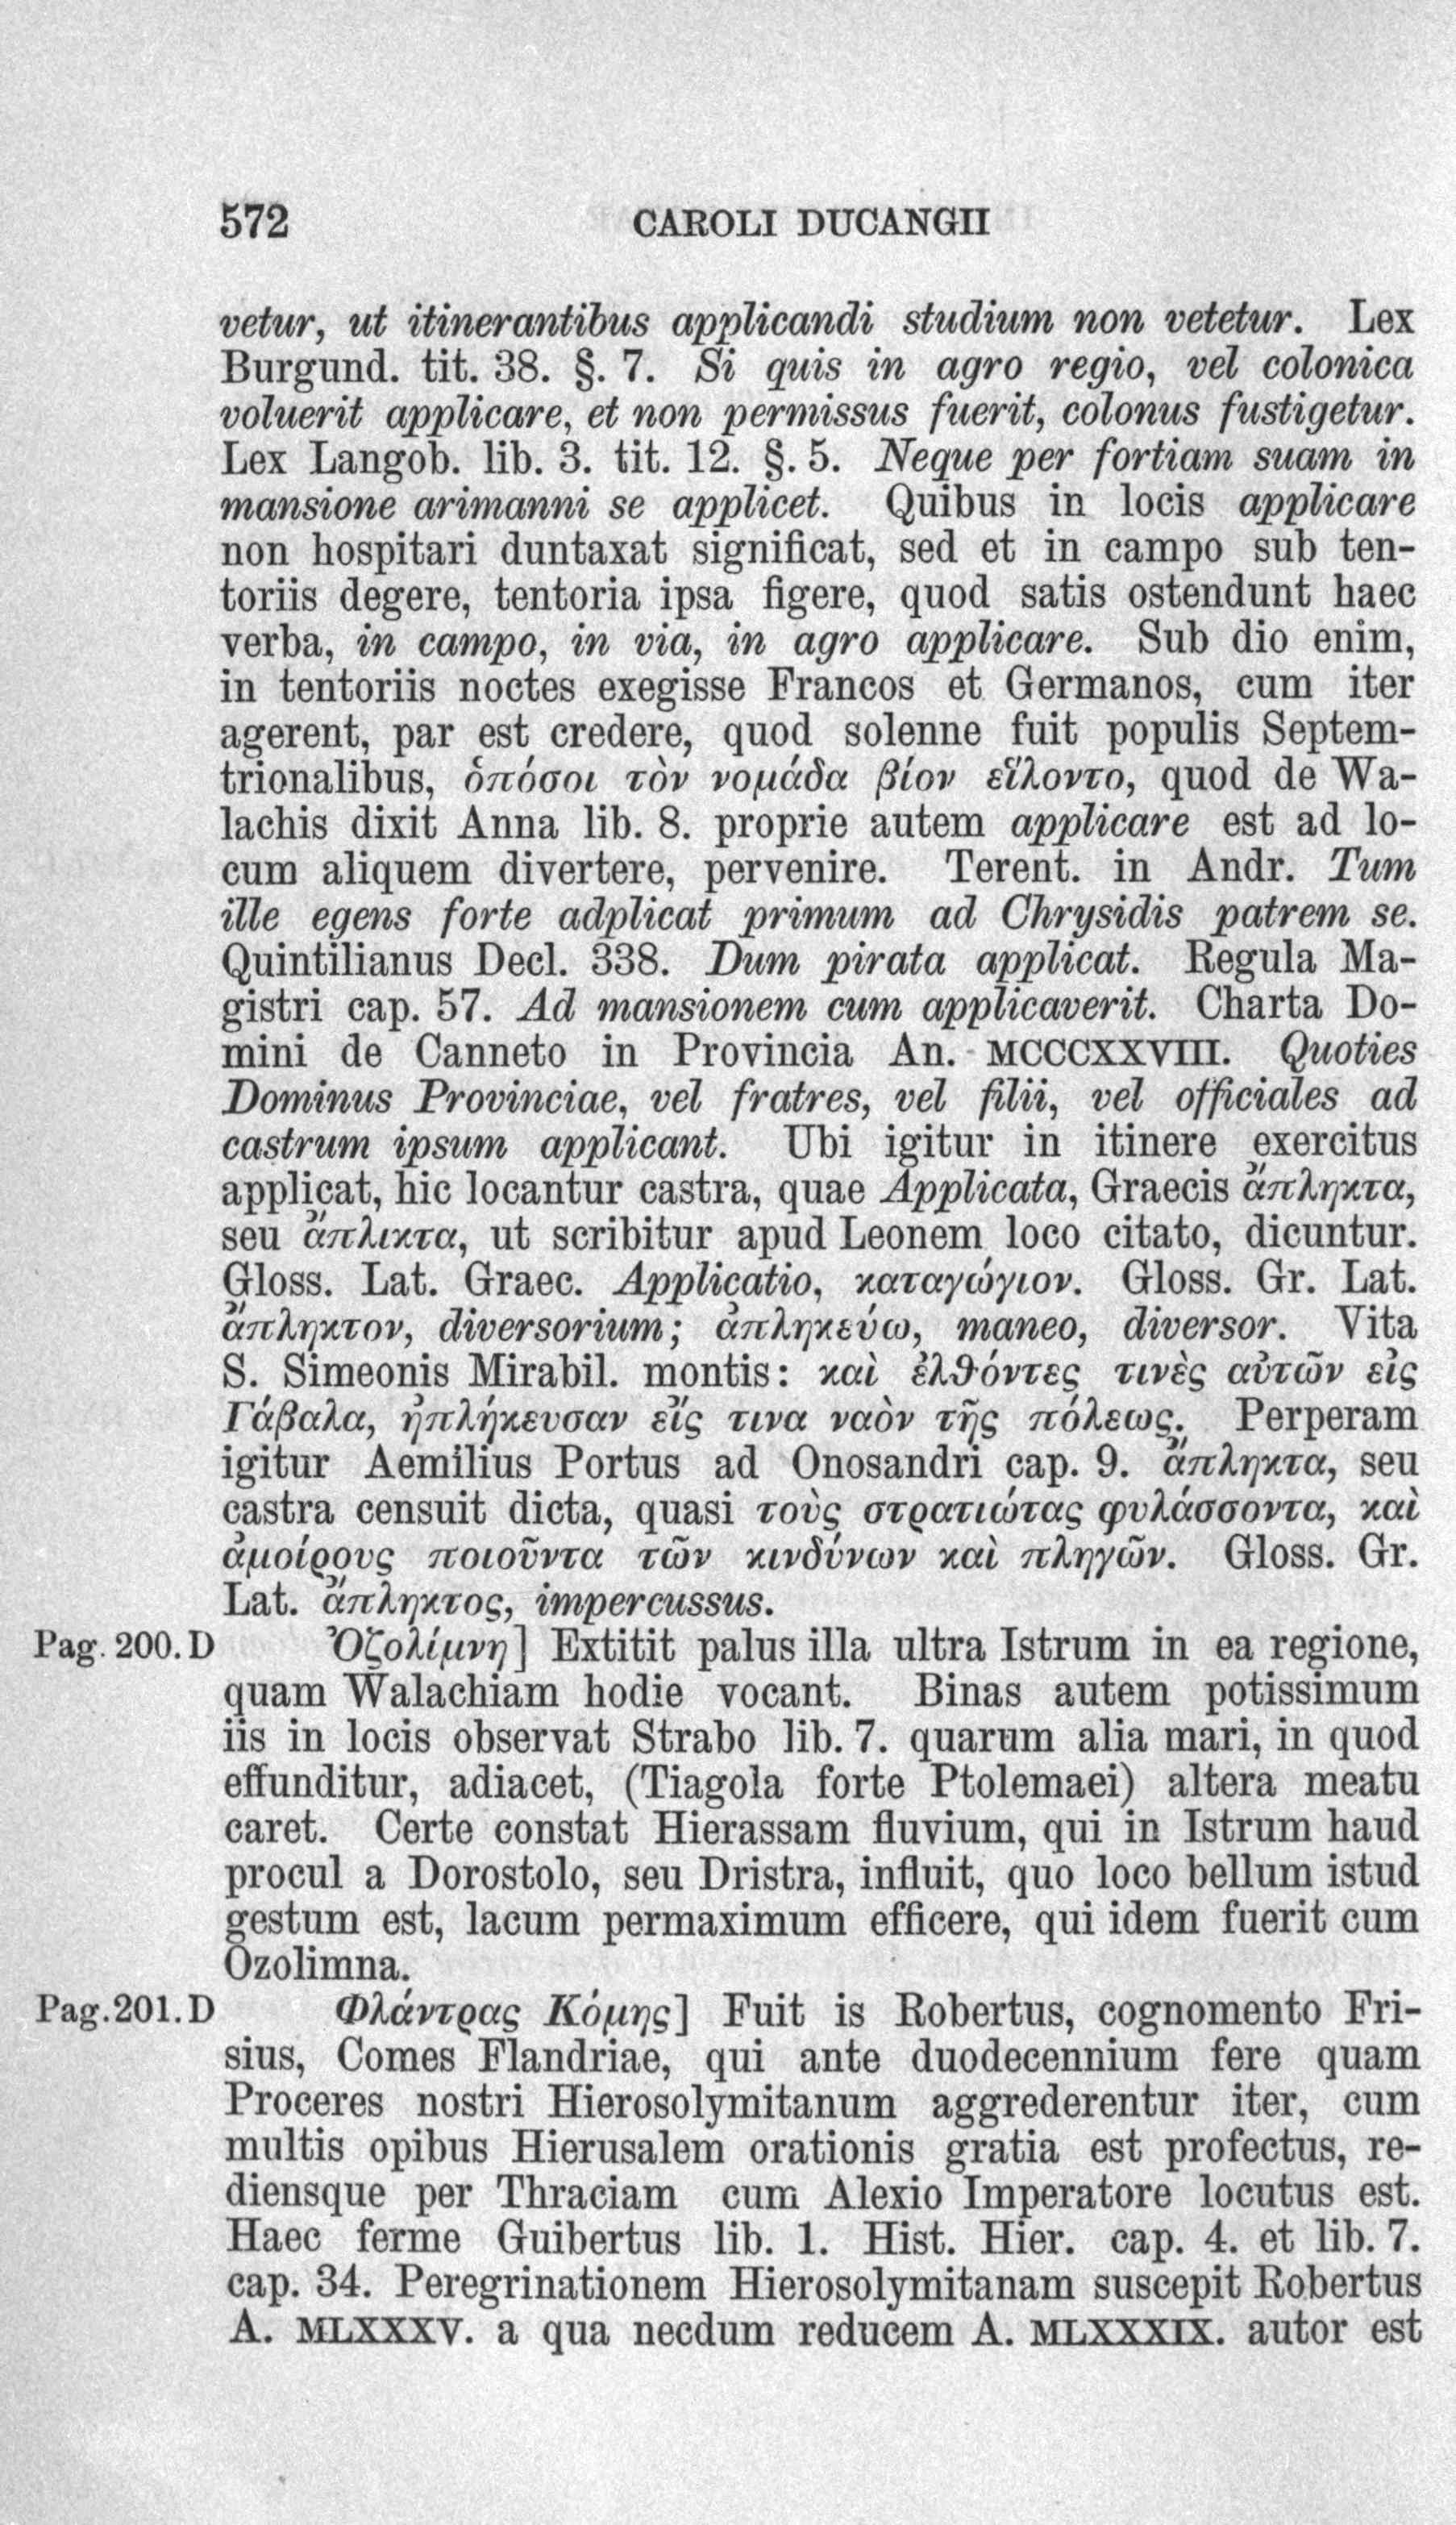 572 CAROLI DUCANGII
vetur, ut itinerantibus applicandi studium non vetetur. Lex
Burgund. tit. 38. §. 7. Si quis in agro regio, vel colonica
voluerit applicare, et non permissus fuerit, colonus fustigetur.
Lex Langob. lib. 3. tit. 12. §. 5. Neque per fortiam suam in
mansione arimanni se applicet. Quibus in locis applicare
non hospitari duntaxat significat, sed et in campo sub ten-
toriis degere, tentoria ipsa figere, quod satis ostendunt haec
verba, in campo, in via, in agro applicare. Sub dio enim,
in tentoriis noctes exegisse Francos et Germanos, cum iter
agerent, par est credere, quod solenne fuit populis Septem-
trionalibus, ὁπόσοι τὸν νομάδα βίον εἵλοντο, quod de Wa-
lachis dixit Anna lib. 8. proprie autem applicare est ad lo-
cum aliquem divertere, pervenire. Terent. in Andr. Tum
ille egens forte adplicat primum ad Chrysidis patrem se.
Quintilianus Decl. 338. Dum pirata applicat. Regula Ma-
gistri cap. 57. Ad mansionem cum applicaverit. Charta Do-
mini de Canneto in Provincia An. MCCCXXVIII. Quoties
Dominus Provinciae, vel fratres, vel filii, vel officiales ad
castrum ipsum applicant. Ubi igitur in itinere exercitus
applicat, hic locantur castra, quae Applicata, Graecis ἄπληκτα,
seu ἄπλικτα, ut scribitur apud Leonem loco citato, dicuntur.
Gloss. Lat. Graec. Applicatio, καταγώγιον. Gloss. Gr. Lat.
ἄπληκτον, diversorium; ἀπληκεύω, maneo, diversor. Vita
S. Simeonis Mirabil. montis: καὶ ἐλθόντες τινὲς αὐτῶν εἰς
Γάβαλα, ἠπλήκευσαν εἴς τινα ναὸν τῆς πόλεως. Perperam
igitur Aemilius Portus ad Onosandri cap. 9. ἄπληκτα, seu
castra censuit dicta, quasi τοὺς στρατιώτας φυλάσσοντα, καὶ
ἀμοίρους ποιοῦντα τῶν κινδύνων καὶ πληγῶν. Gloss. Gr.
Lat. ἄπληκτος, impercussus.
Pag. 200. D Ὀζολίμνη] Extitit palus illa ultra Istrum in ea regione,
quam Walachiam hodie vocant. Binas autem potissimum
iis in locis observat Strabo lib. 7. quarum alia mari, in quod
effunditur, adiacet, (Tiagola forte Ptolemaei) altera meatu
caret. Certe constat Hierassam fluvium, qui in Istrum haud
procul a Dorostolo, seu Dristra, influit, quo loco bellum istud
gestum est, lacum permaximum efficere, qui idem fuerit cum
Ozolimna.
Pag. 201. D Φλάντρας Κόμης] Fuit is Robertus, cognomento Fri-
sius, Comes Flandriae, qui ante duodecennium fere quam
Proceres nostri Hierosolymitanum aggrederentur iter, cum
multis opibus Hierusalem orationis gratia est profectus, re-
diensque per Thraciam cum Alexio Imperatore locutus est.
Haec ferme Guibertus lib. 1. Hist. Hier. cap. 4. et lib. 7.
cap. 34. Peregrinationem Hierosolymitanam suscepit Robertus
A. MLXXXV. a qua necdum reducem A. MLXXXIX. autor est